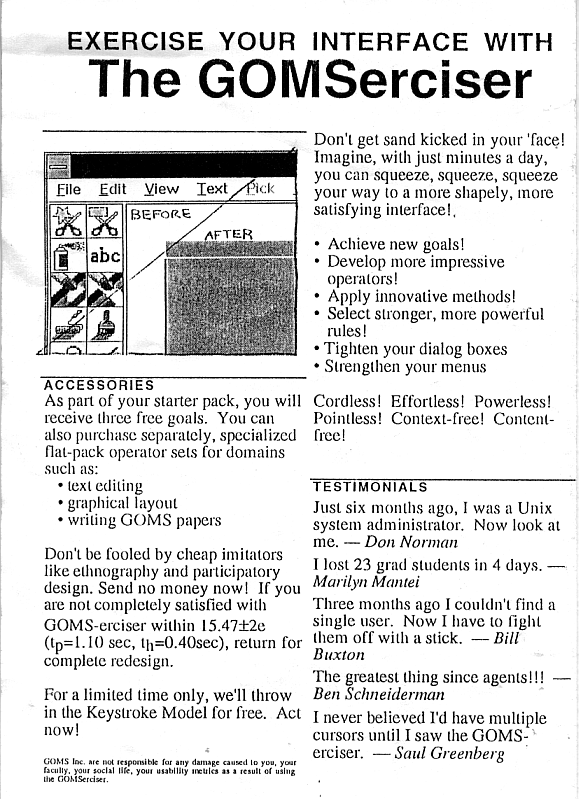 EXERCISE YOUR INTERFACE WITH
The GOMSerciser
File Edit View Text Pick
BEFORE
AFTER
abc
ACCESSORIES
As part of your starter pack, you will
receive three free goals. You can
also purchase separately, specialized
flat-pack operator sets for domains
such as:
• text editing
• graphical layout
• writing GOMS papers
Don't be fooled by cheap imitators
like ethnography and participatory
design. Send no money now! If you
are not completely satisfied with
GOMS-erciser within 15.47±2e
(tp=1.10 sec, th=0.40sec), return for
complete redesign.
For a limited time only, we'll throw
in the Keystroke Model for free. Act
now!
GOMS Inc. are not responsible for any damage caused to you, your
faculty, your social life, your usability metrics as a result of using
the GOMSerciser.
Don't get sand kicked in your 'face!
Imagine, with just minutes a day,
you can squeeze, squeeze, squeeze
your way to a more shapely, more
satisfying interface!
• Achieve new goals!
• Develop more impressive
operators!
• Apply innovative methods!
• Select stronger, more powerful
rules!
• Tighten your dialog boxes
• Strengthen your menus
Cordless! Effortless! Powerless!
Pointless! Context-free! Content-
free!
TESTIMONIALS
Just six months ago, I was a Unix
system administrator. Now look at
me. — Don Norman
I lost 23 grad students in 4 days. —
Marilyn Mantei
Three months ago I couldn't find a
single user. Now I have to fight
them off with a stick. — Bill
Buxton
The greatest thing since agents!!! —
Ben Schneiderman
I never believed I'd have multiple
cursors until I saw the GOMS-
erciser. — Saul Greenberg